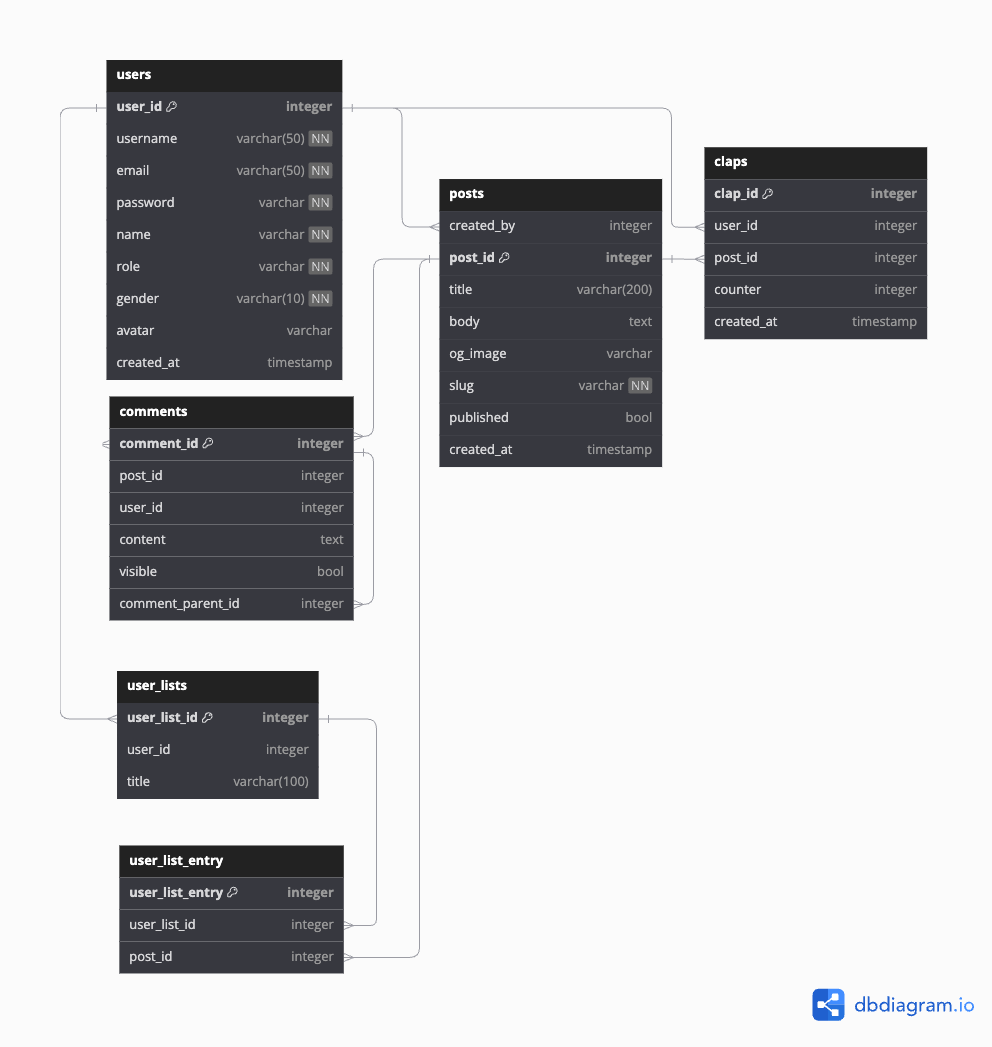 users
user_id integer
username varchar(50) NN
email varchar(50) NN
password varchar NN
name varchar NN
role varchar NN
gender varchar(10) NN
avatar varchar
created_at timestamp
comments
comment_id integer
post_id integer
user_id integer
content text
visible bool
comment_parent_id integer
user_lists
user_list_id integer
user_id integer
title varchar(100)
user_list_entry
user_list_entry integer
user_list_id integer
post_id integer
posts
created_by integer
post_id integer
title varchar(200)
body text
og_image varchar
slug varchar NN
published bool
created_at timestamp
claps
clap_id integer
user_id integer
post_id integer
counter integer
created_at timestamp
dbdiagram.io